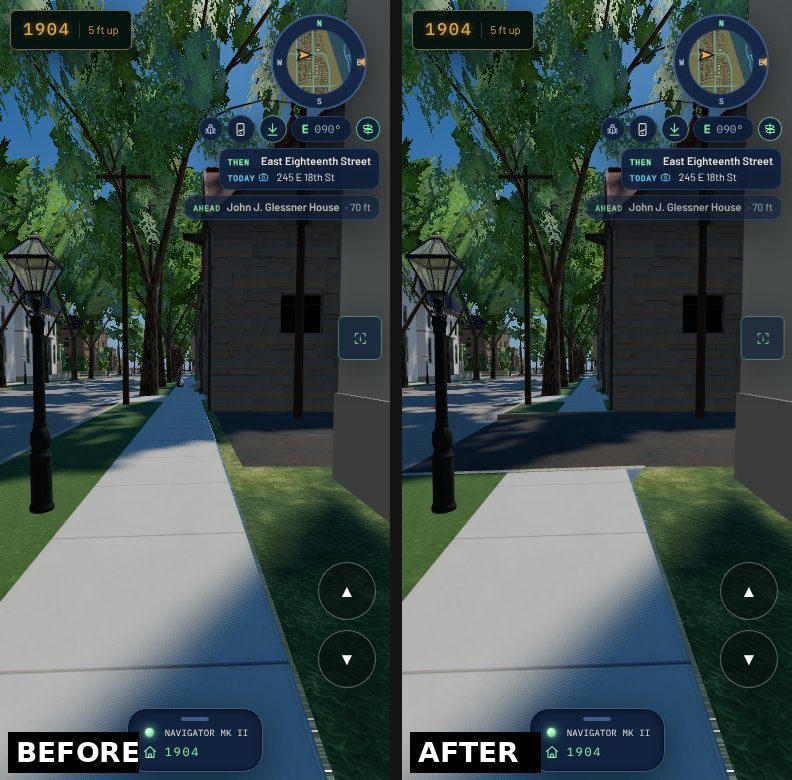 1904 5 ft up
N
W E
S
E 090°
THEN East Eighteenth Street
TODAY 245 E 18th St
AHEAD John J. Glessner House · 70 ft
NAVIGATOR MK II
1904
BEFORE
1904 5 ft up
N
W E
S
E 090°
THEN East Eighteenth Street
TODAY 245 E 18th St
AHEAD John J. Glessner House · 70 ft
NAVIGATOR MK II
1904
AFTER